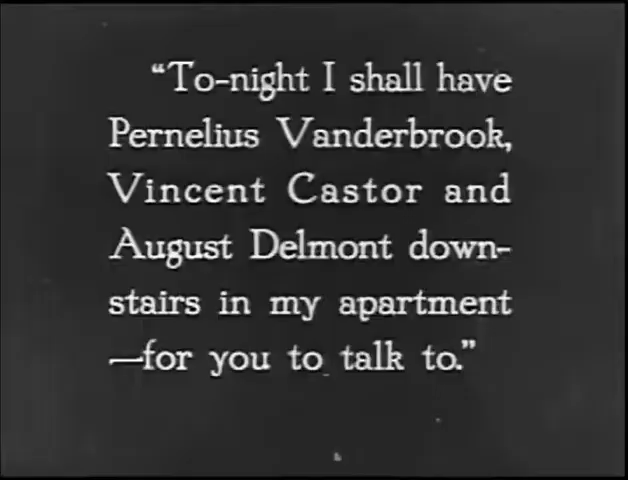 “To-night I shall have
Pernelius Vanderbrook,
Vincent Castor and
August Delmont down-
stairs in my apartment
—for you to talk to.”